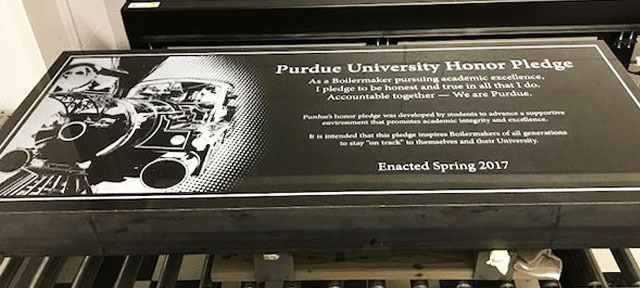 Purdue University Honor Pledge
As a Boilermaker pursuing academic excellence,
I pledge to be honest and true in all that I do.
Accountable together — We are Purdue.
Purdue's honor pledge was developed by students to advance a supportive
environment that promotes academic integrity and excellence.
It is intended that this pledge inspires Boilermakers of all generations
to stay "on track" to themselves and their University.
Enacted Spring 2017